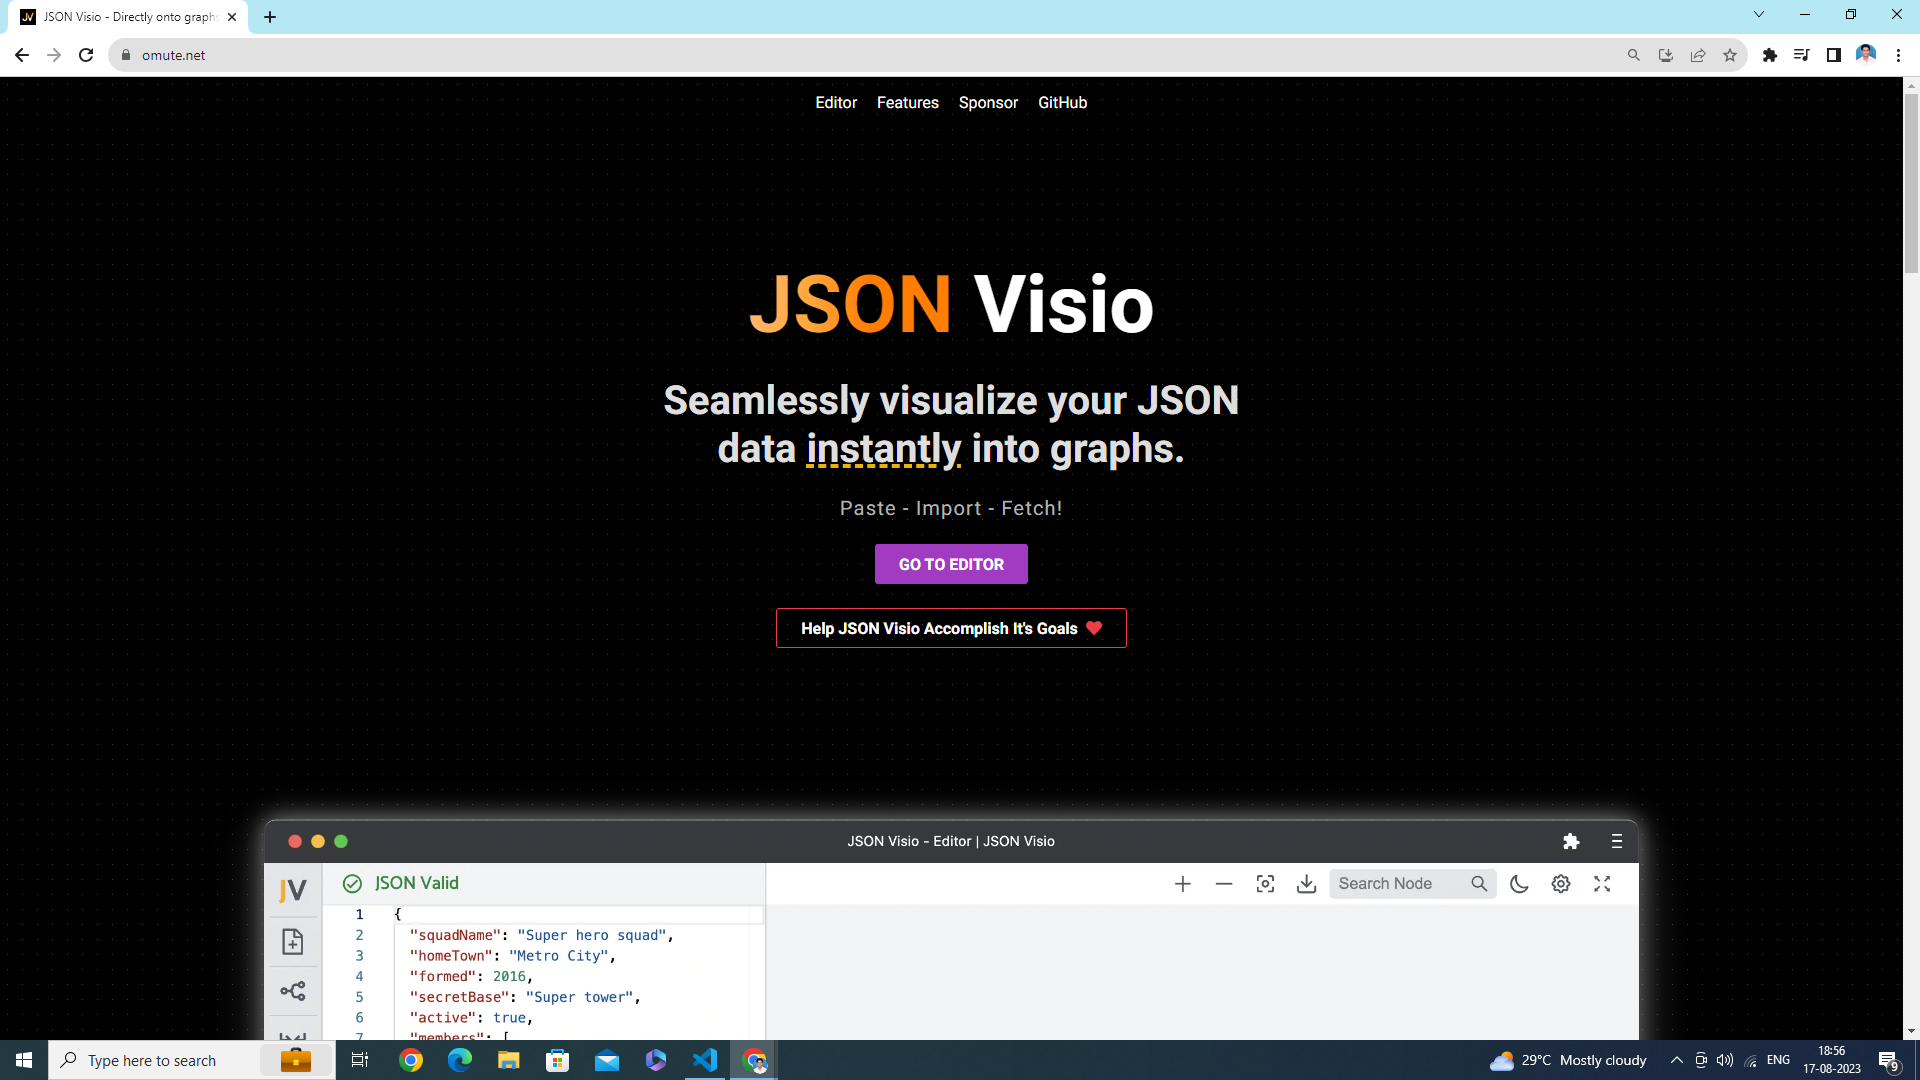 JSON Visio - Directly onto graphs
omute.net
Editor Features Sponsor GitHub
JSON Visio
Seamlessly visualize your JSON
data instantly into graphs.
Paste - Import - Fetch!
GO TO EDITOR
Help JSON Visio Accomplish It's Goals
JSON Visio - Editor | JSON Visio
JV JSON Valid Search Node
1 {
2 "squadName": "Super hero squad",
3 "homeTown": "Metro City",
4 "formed": 2016,
5 "secretBase": "Super tower",
6 "active": true,
7 "members": [
Type here to search
29°C Mostly cloudy
ENG
18:56
17-08-2023
9